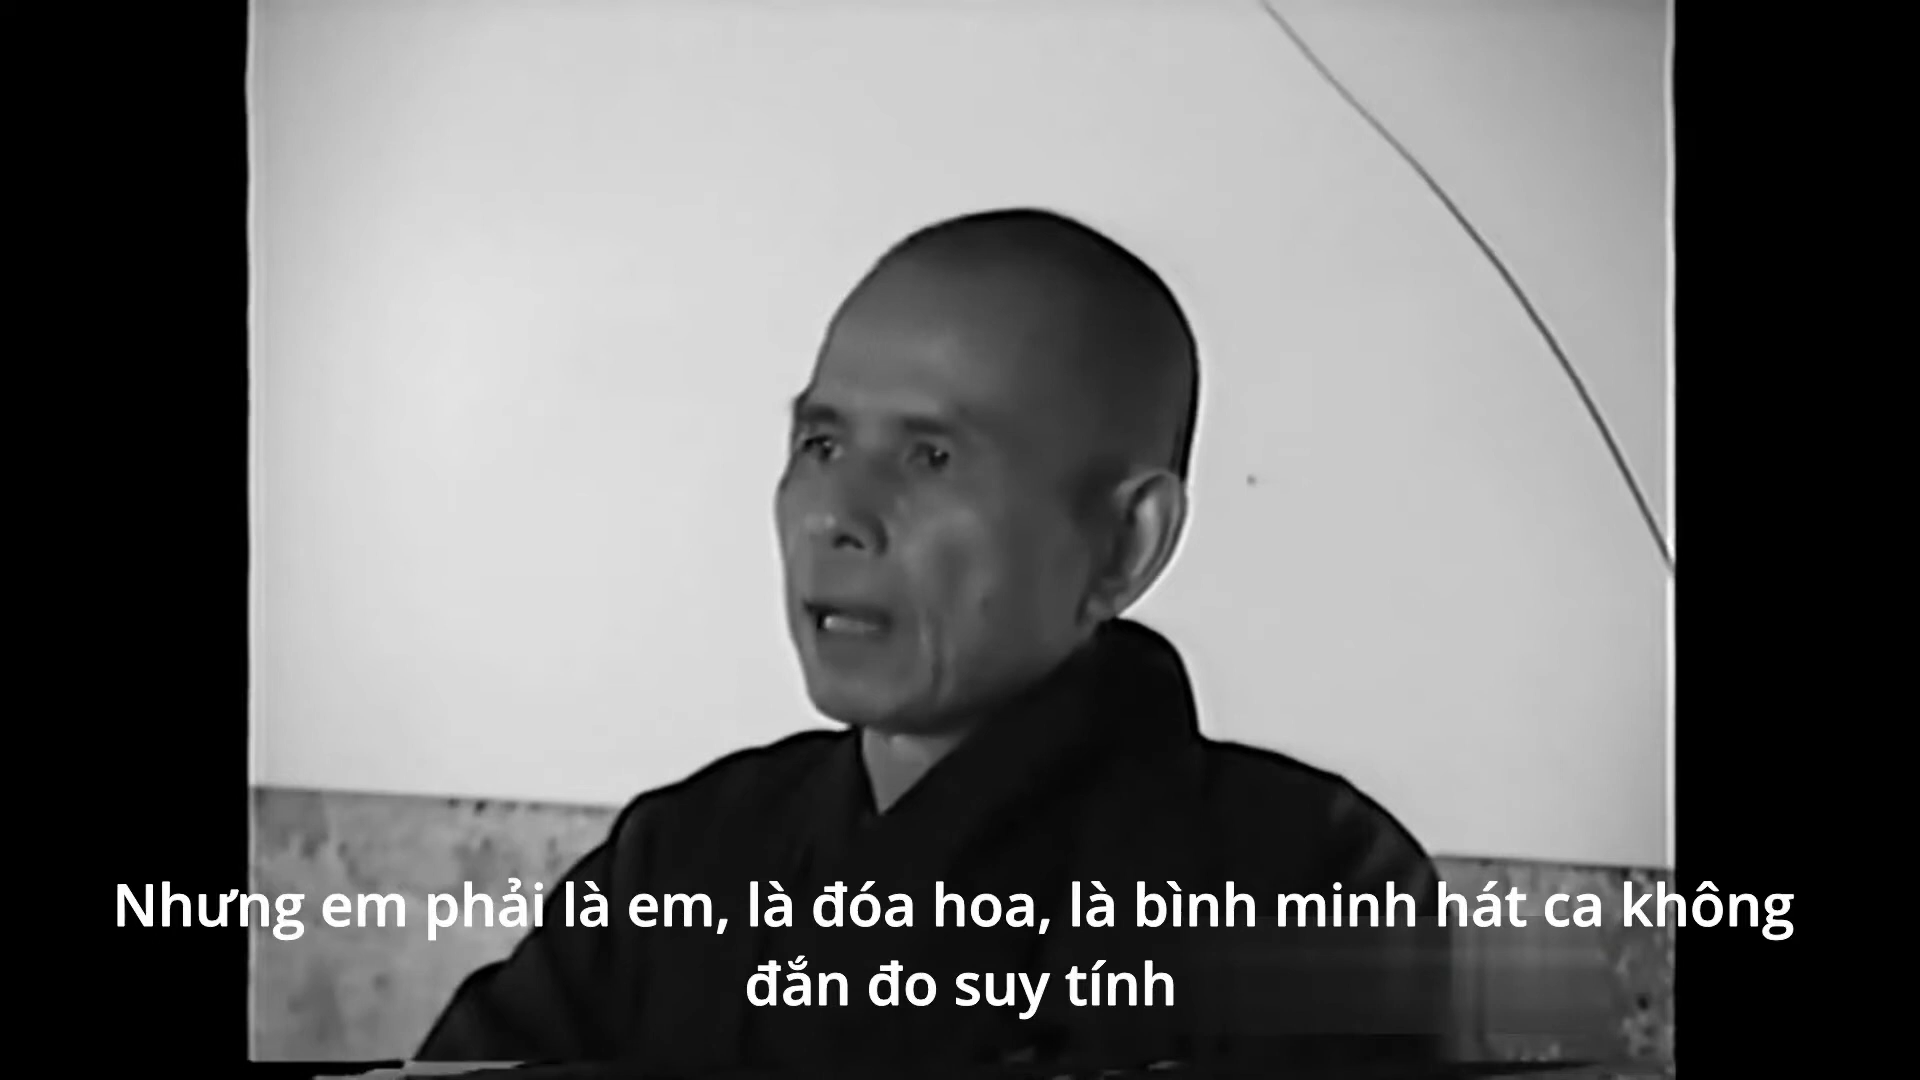 Nhưng em phải là em, là đóa hoa, là bình minh hát ca không
đắn đo suy tính